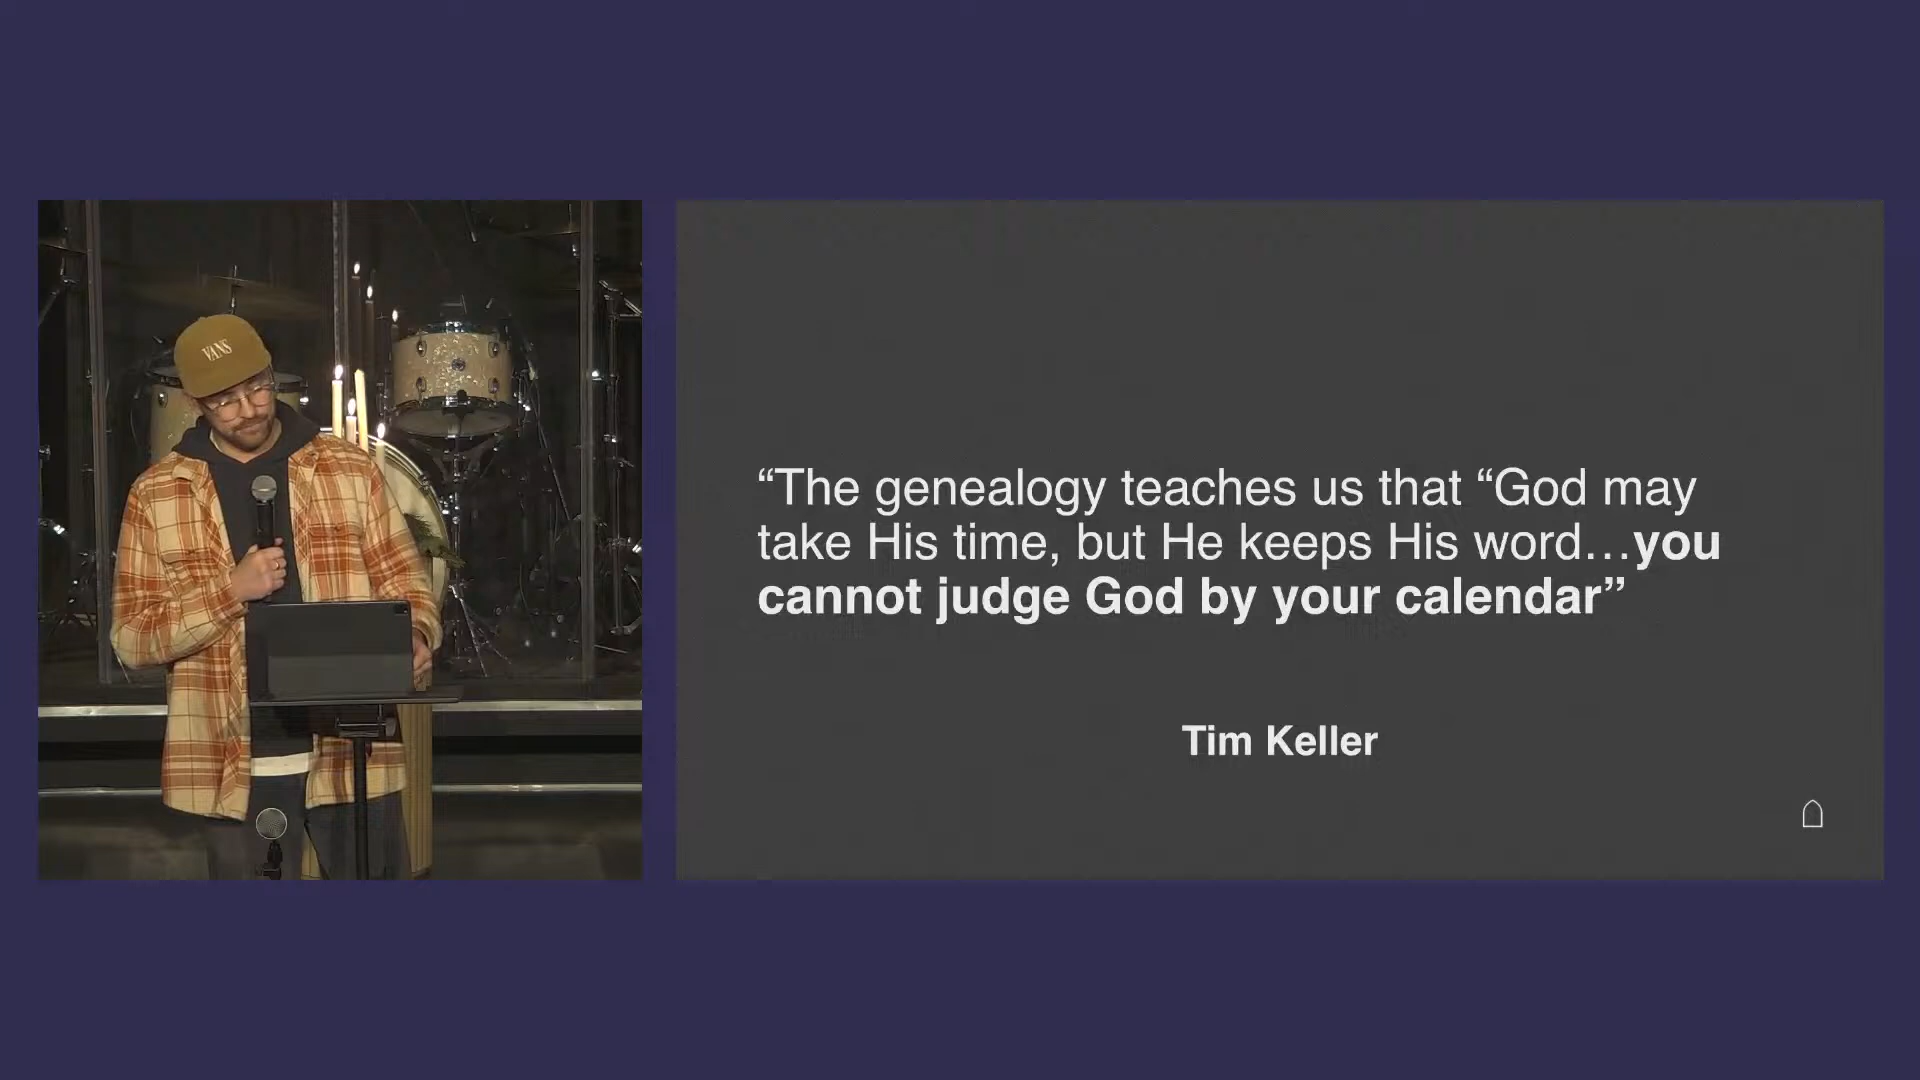 VANS
“The genealogy teaches us that “God may
take His time, but He keeps His word…you
cannot judge God by your calendar”
Tim Keller